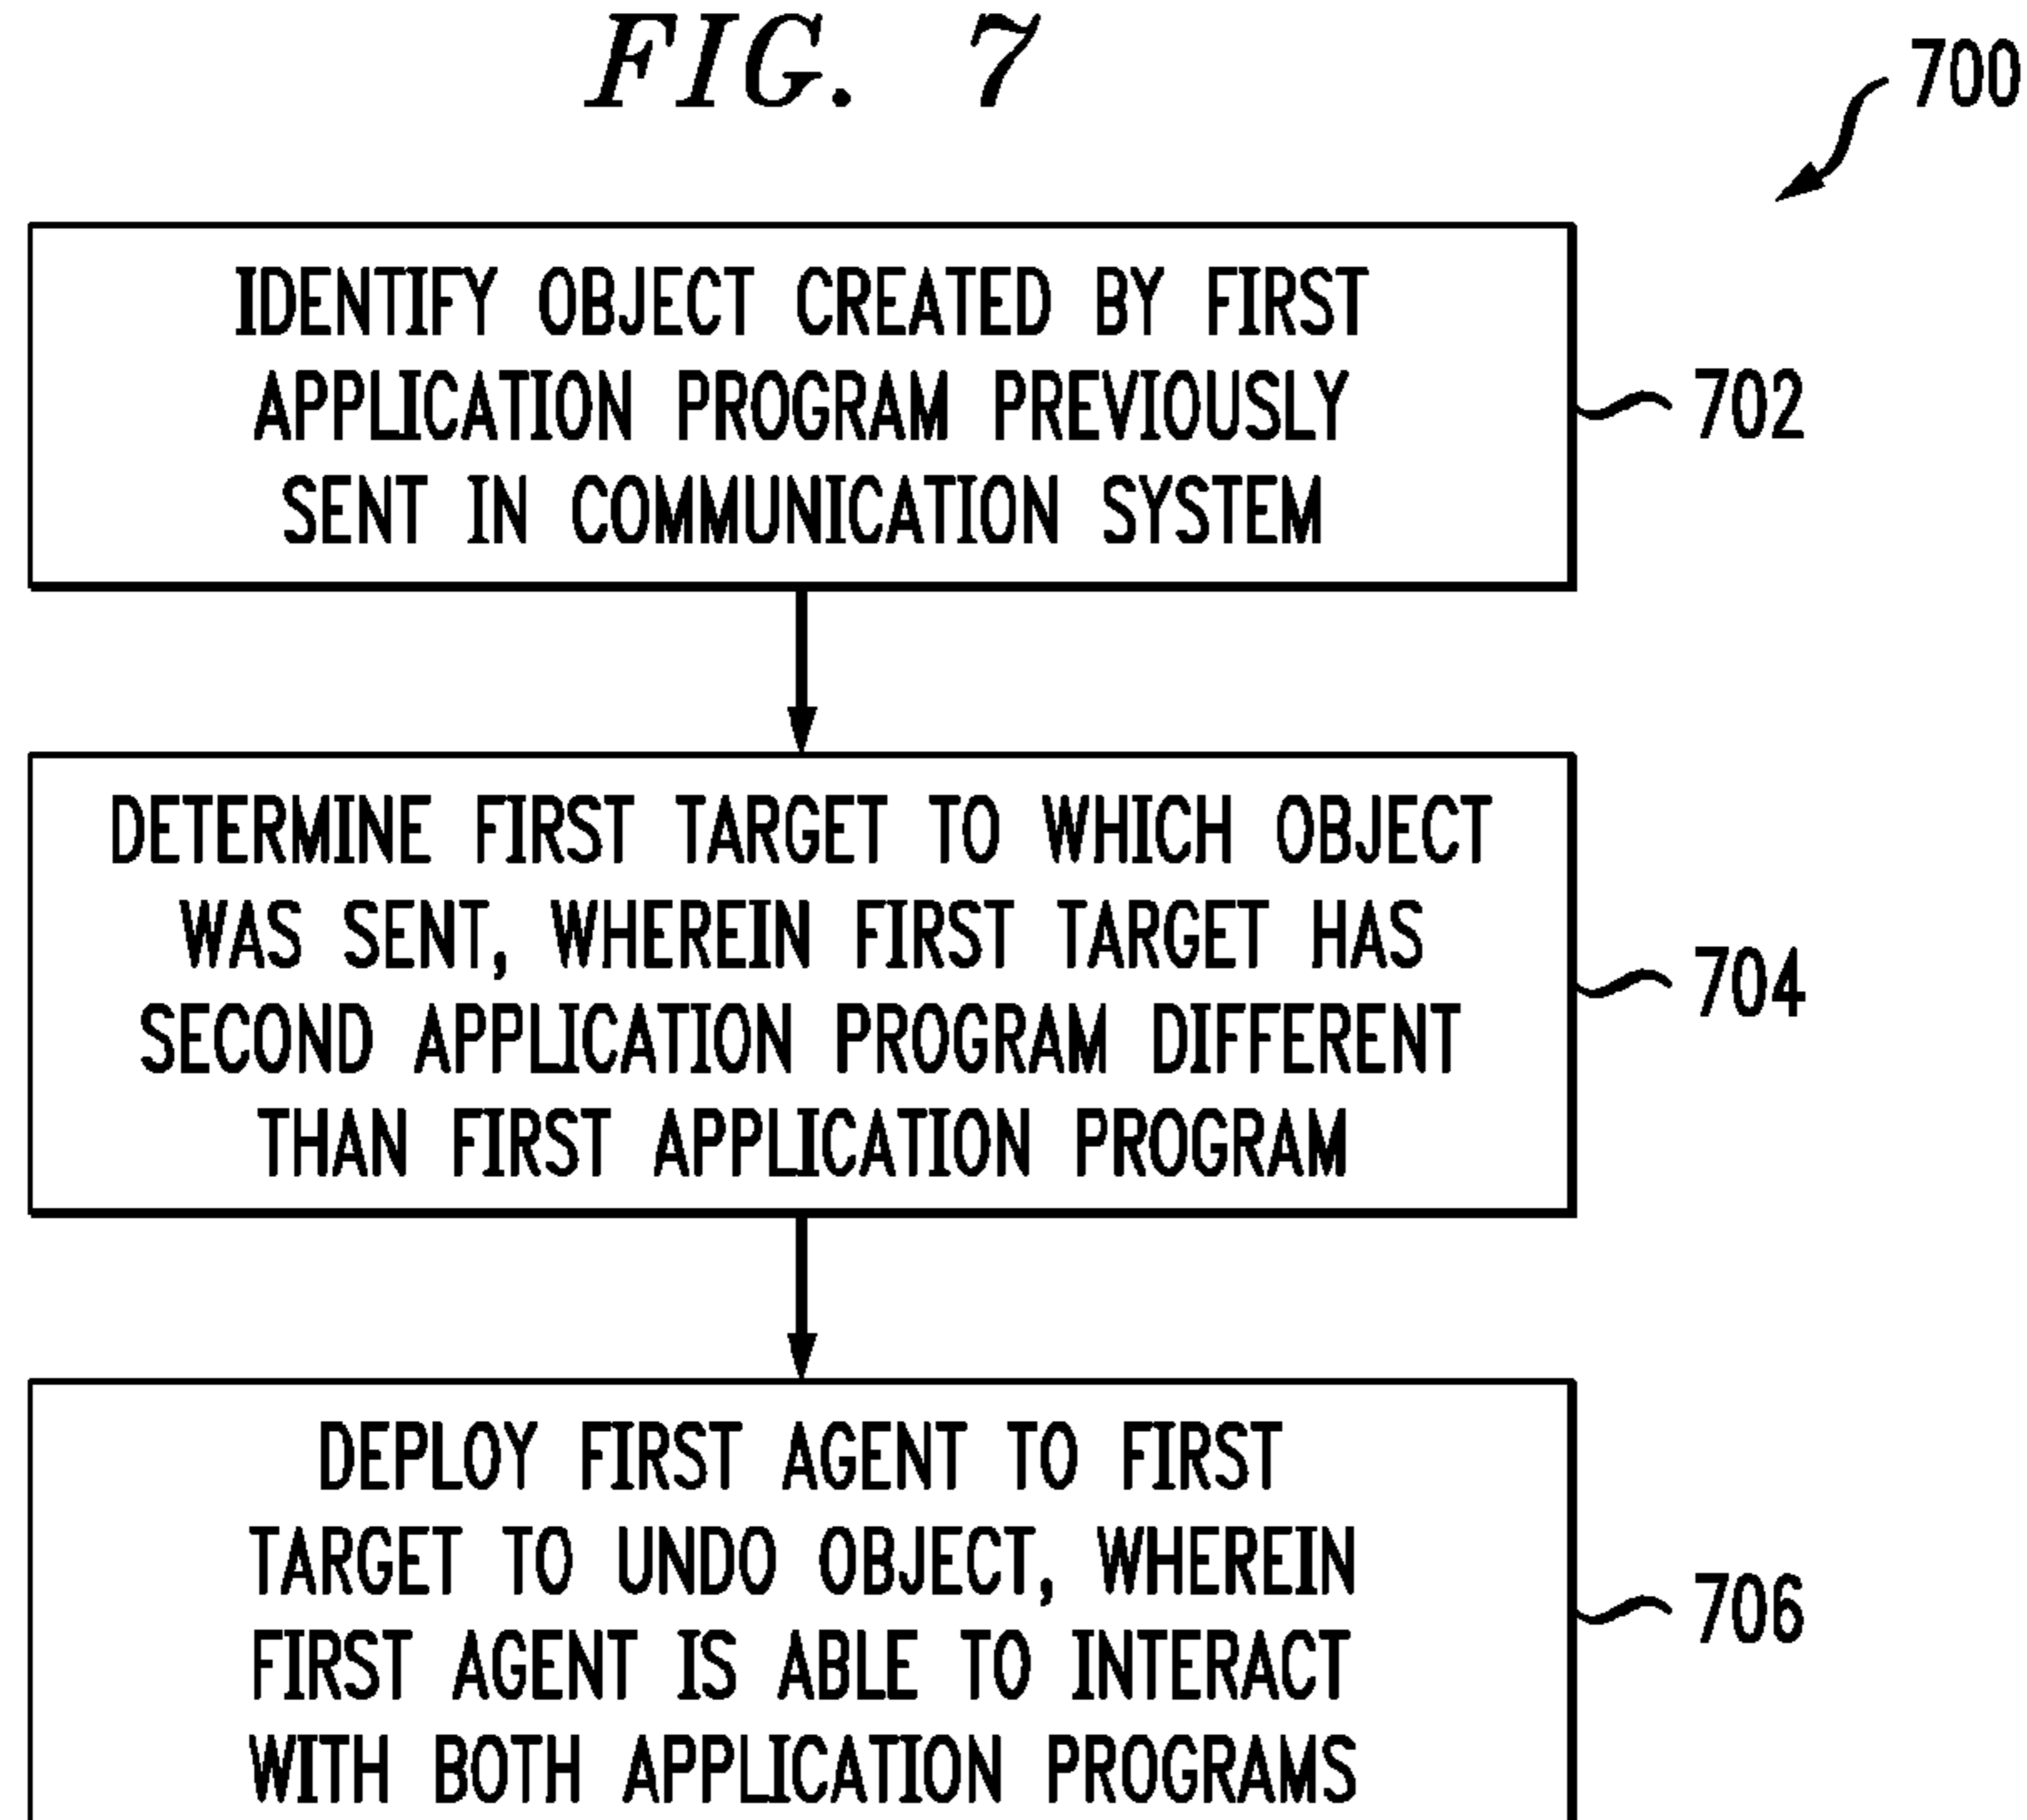 FIG. 7
700
IDENTIFY OBJECT CREATED BY FIRST
APPLICATION PROGRAM PREVIOUSLY
SENT IN COMMUNICATION SYSTEM
702
DETERMINE FIRST TARGET TO WHICH OBJECT
WAS SENT, WHEREIN FIRST TARGET HAS
SECOND APPLICATION PROGRAM DIFFERENT
THAN FIRST APPLICATION PROGRAM
704
DEPLOY FIRST AGENT TO FIRST
TARGET TO UNDO OBJECT, WHEREIN
FIRST AGENT IS ABLE TO INTERACT
WITH BOTH APPLICATION PROGRAMS
706